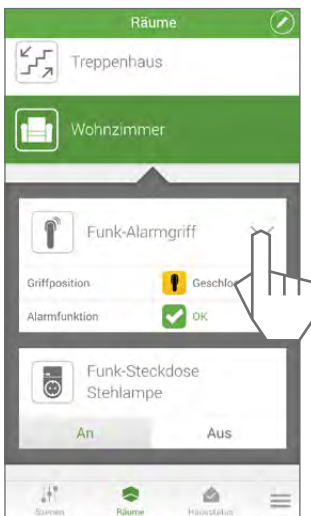 Räume
Treppenhaus
Wohnzimmer
Funk-Alarmgriff
Griffposition
Alarmfunktion OK
Funk-Steckdose
Stehlampe
An Aus
Szenen Räume Hausstatus